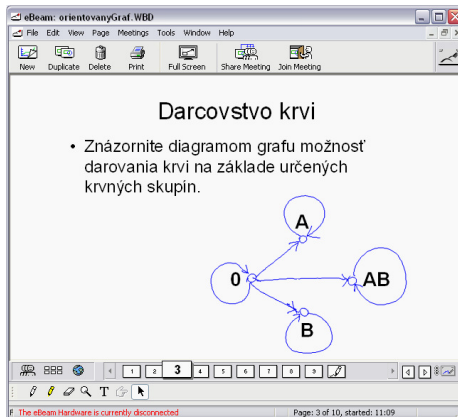 eBeam: orientovanyGraf.WBD
File Edit View Page Meetings Tools Window Help
New Duplicate Delete Print Full Screen Share Meeting Join Meeting
Darcovstvo krvi
• Znázornite diagramom grafu možnosť
darovania krvi na základe určených
krvných skupín.
A
0 AB
B
1 2 3 4 5 6 7 8 9
T
F The eBeam Hardware is currently disconnected Page: 3 of 10, started: 11:09